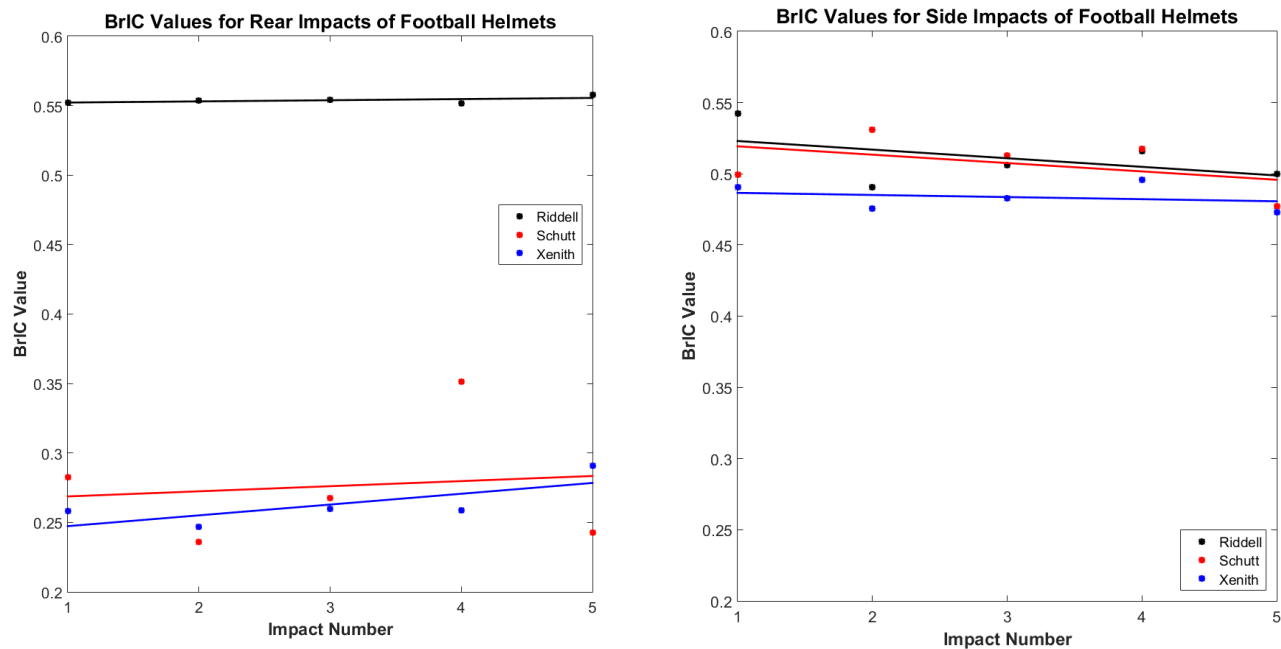 BrIC Values for Rear Impacts of Football Helmets
0.6
0.55
0.5
0.45
0.4
0.35
0.3
0.25
0.2
BrIC Value
Riddell
Schutt
Xenith
1 2 3 4 5
Impact Number
BrIC Values for Side Impacts of Football Helmets
0.6
0.55
0.5
0.45
0.4
0.35
0.3
0.25
0.2
BrIC Value
Riddell
Schutt
Xenith
1 2 3 4 5
Impact Number